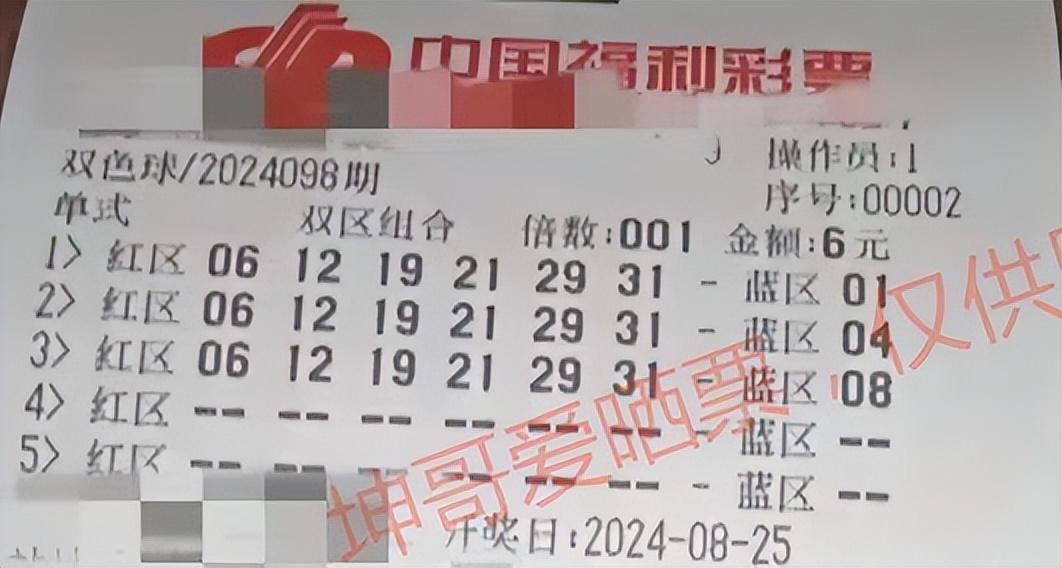 中国福利彩票
双色球/2024098期 操作员:1
序号:00002
单式 双区组合 倍数:001 金额:6元
1> 红区 06 12 19 21 29 31 - 蓝区 01
2> 红区 06 12 19 21 29 31 - 蓝区 04
3> 红区 06 12 19 21 29 31 - 蓝区 08
4> 红区 -- -- -- -- -- -- - 蓝区 --
5> 红区 -- -- -- -- -- -- - 蓝区 --
开奖日:2024-08-25
坤哥爱晒票,仅供